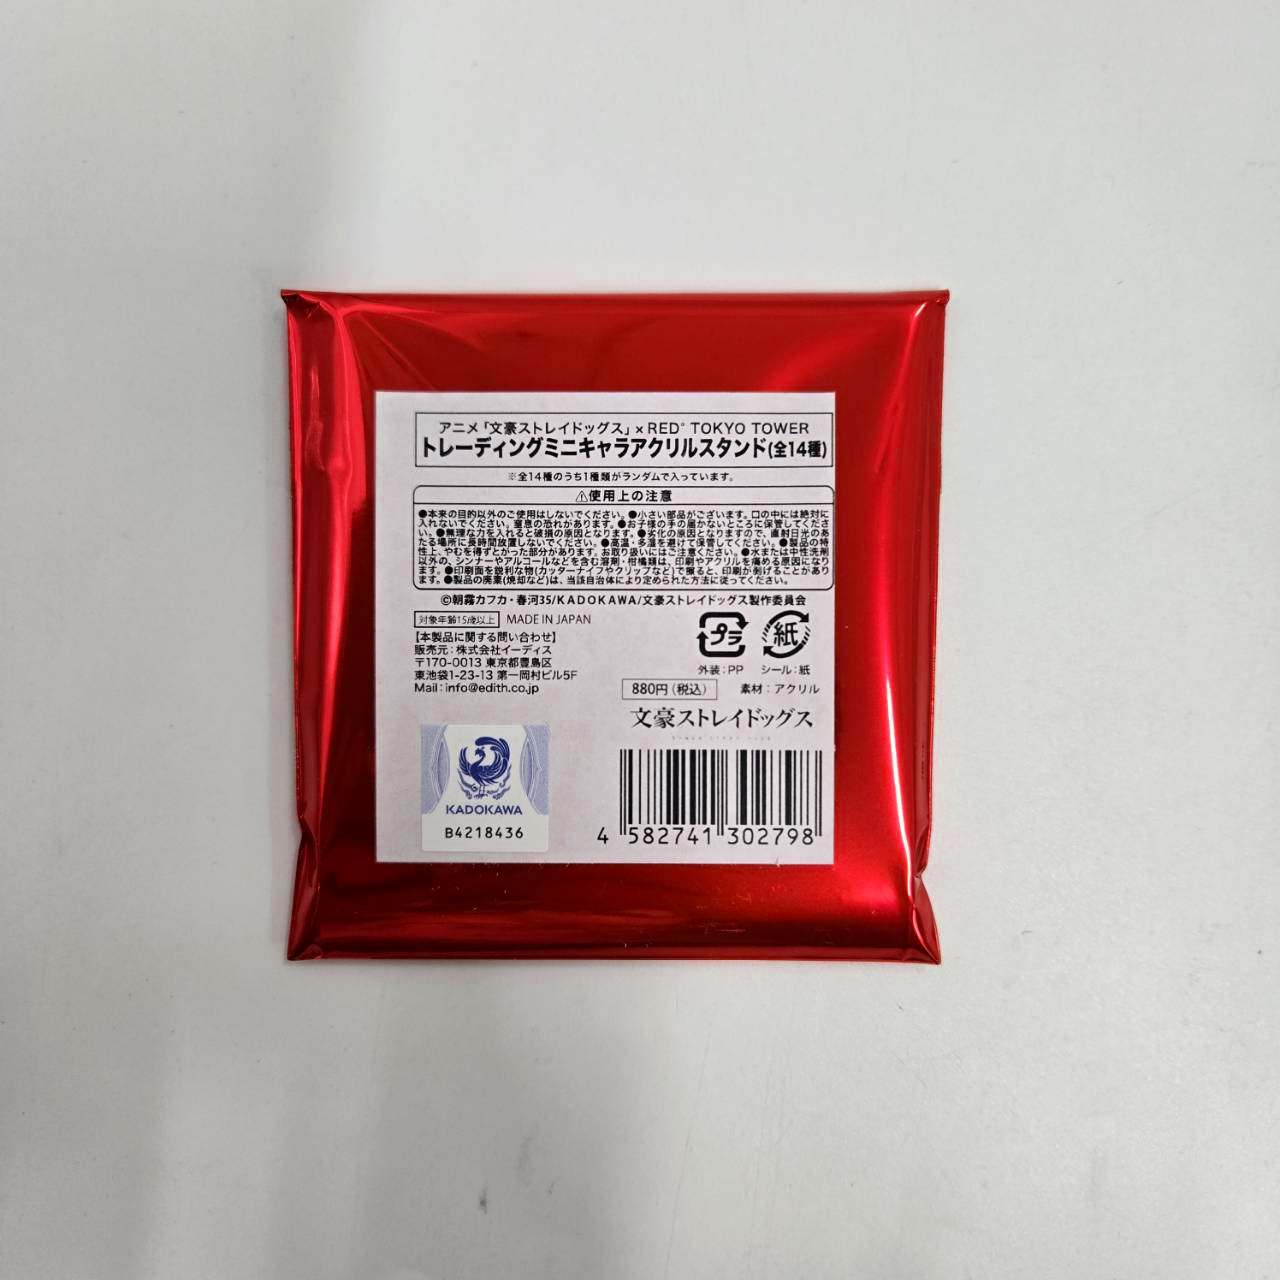 アニメ「文豪ストレイドッグス」×RED° TOKYO TOWER
トレーディングミニキャラアクリルスタンド(全14種)
※全14種のうち1種類がランダムで入っています。
⚠使用上の注意
●本来の目的以外のご使用はしないでください。●小さい部品がございます。口の中には絶対に
入れないでください。窒息の恐れがあります。●お子様の手の届かないところに保管してくださ
い。●無理な力を入れると破損の原因となります。●劣化の原因となりますので、直射日光のあ
たる場所に長時間放置しないでください。●高温・多湿を避けて保管してください。●製品の特
性上、やむを得ずとがった部分があります。お取り扱いにはご注意ください。●水または中性洗剤
以外の、シンナーやアルコールなどを含む溶剤・柑橘類は、印刷やアクリルを痛める原因になり
ます。●印刷面を鋭利な物(カッターナイフやクリップなど)で擦ると、印刷が剝げることがあり
ます。●製品の廃棄(焼却など)は、当該自治体により定められた方法に従ってください。
©朝霧カフカ・春河35/KADOKAWA/文豪ストレイドッグス製作委員会
対象年齢15歳以上 MADE IN JAPAN
【本製品に関する問い合わせ】
販売元：株式会社イーディス
〒170-0013 東京都豊島区
東池袋1-23-13 第一岡村ビル5F
Mail：info@edith.co.jp
プラ 紙
外装：PP シール：紙
880円（税込） 素材：アクリル
文豪ストレイドッグス
KADOKAWA
B4218436
4 582741 302798